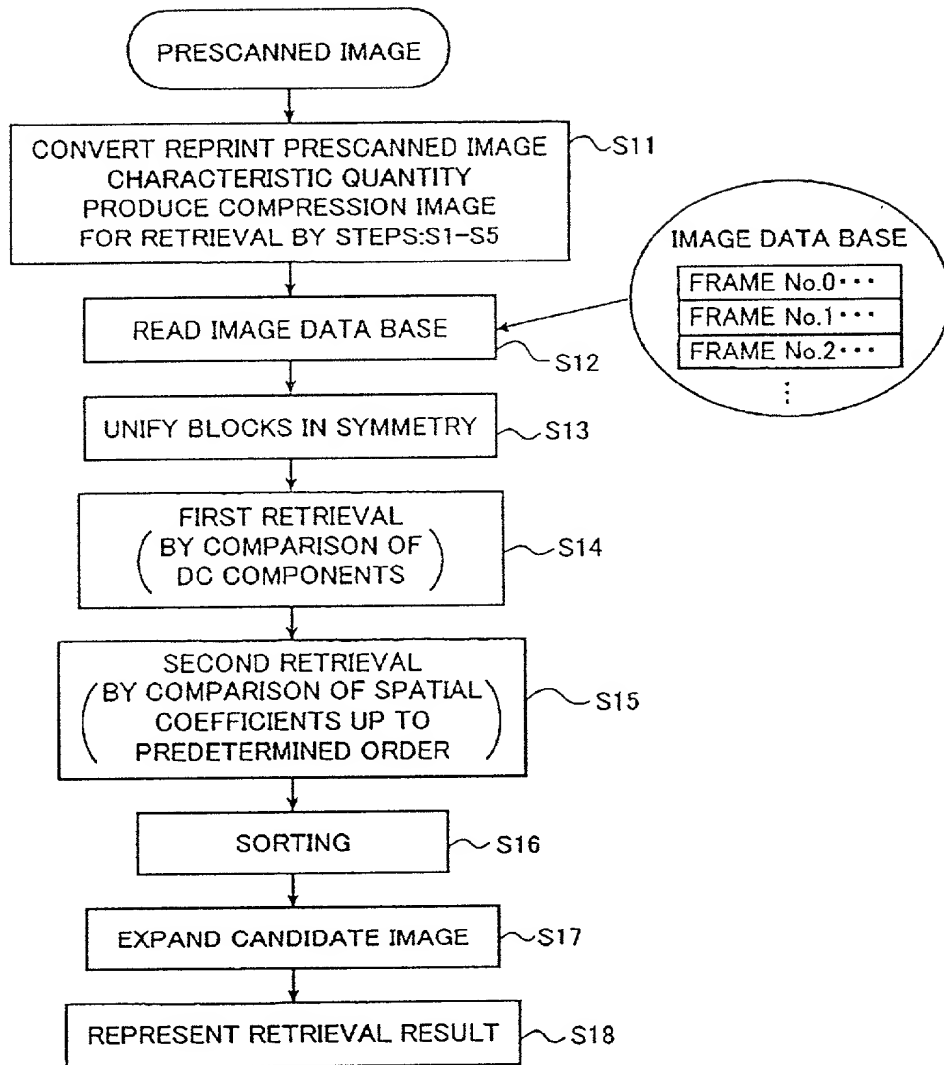 PRESCANNED IMAGE
CONVERT REPRINT PRESCANNED IMAGE
CHARACTERISTIC QUANTITY
PRODUCE COMPRESSION IMAGE
FOR RETRIEVAL BY STEPS:S1-S5
S11
IMAGE DATA BASE
FRAME No.0···
FRAME No.1···
FRAME No.2···
⋮
READ IMAGE DATA BASE
S12
UNIFY BLOCKS IN SYMMETRY
S13
FIRST RETRIEVAL
(BY COMPARISON OF
DC COMPONENTS)
S14
SECOND RETRIEVAL
(BY COMPARISON OF SPATIAL
COEFFICIENTS UP TO
PREDETERMINED ORDER)
S15
SORTING
S16
EXPAND CANDIDATE IMAGE
S17
REPRESENT RETRIEVAL RESULT
S18